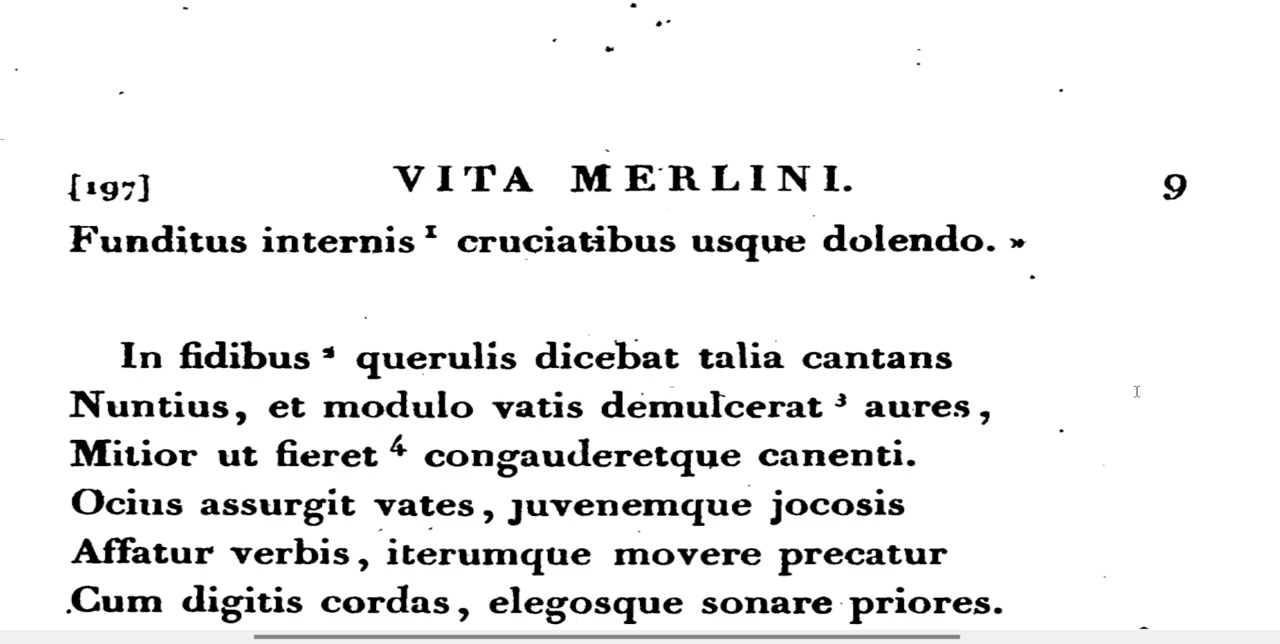 [197] VITA MERLINI. 9
Funditus internis 1 cruciatibus usque dolendo. »
In fidibus 2 querulis dicebat talia cantans
Nuntius, et modulo vatis demulcerat 3 aures,
Mitior ut fieret 4 congauderetque canenti.
Ocius assurgit vates, juvenemque jocosis
Affatur verbis, iterumque movere precatur
Cum digitis cordas, elegosque sonare priores.